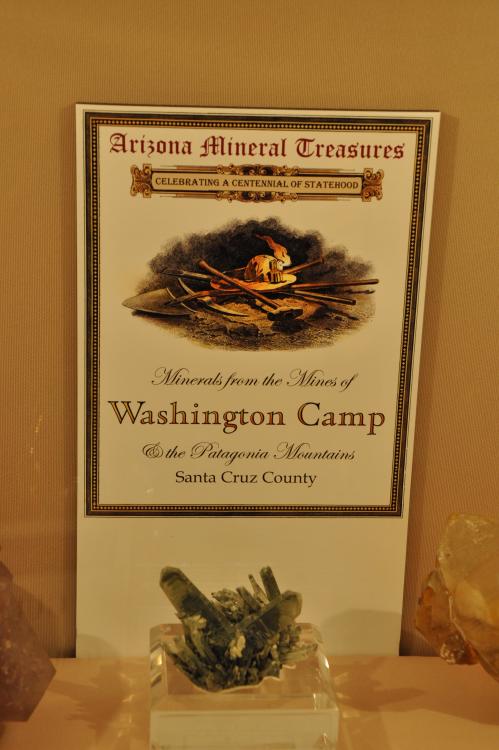 Arizona Mineral Treasures
CELEBRATING A CENTENNIAL OF STATEHOOD
Minerals from the Mines of
Washington Camp
& the Patagonia Mountains
Santa Cruz County